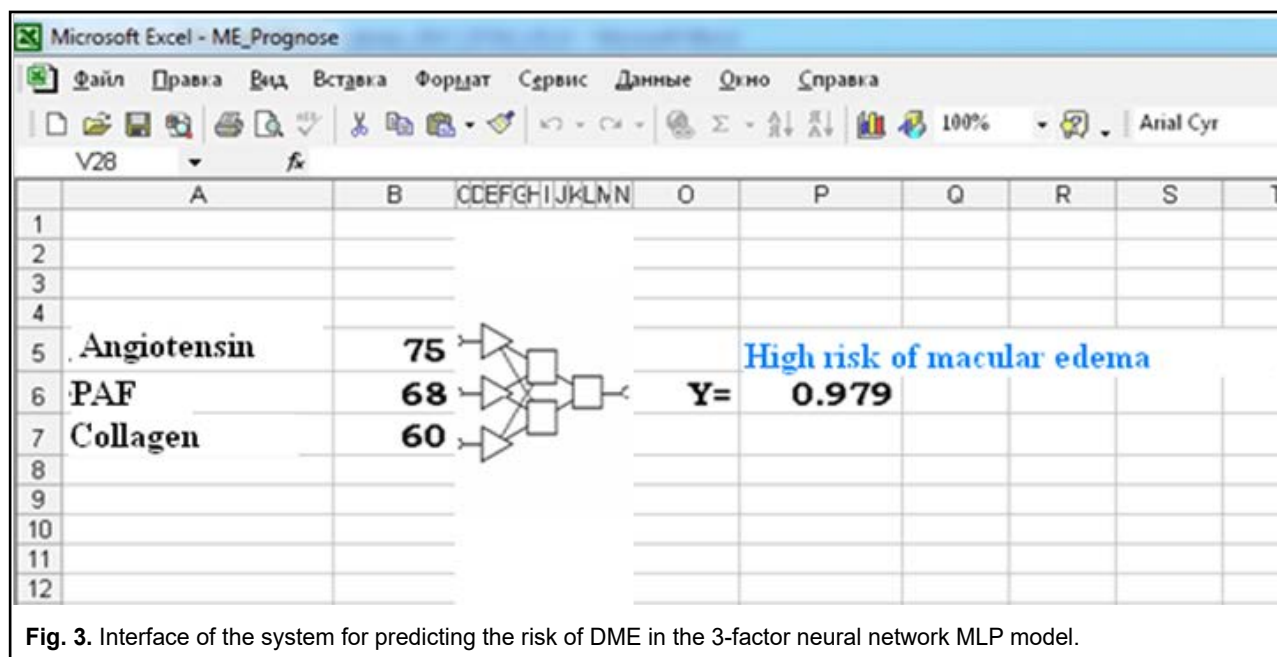 Microsoft Excel - ME_Prognose
Файл Правка Вид Вставка Формат Сервис Данные Окно Справка
100% Arial Cyr
V28 fx
A B C D E F G H I J K L M N O P Q R S T
1
2
3
4
5 Angiotensin 75 High risk of macular edema
6 PAF 68 Y= 0.979
7 Collagen 60
8
9
10
11
12
Fig. 3. Interface of the system for predicting the risk of DME in the 3-factor neural network MLP model.